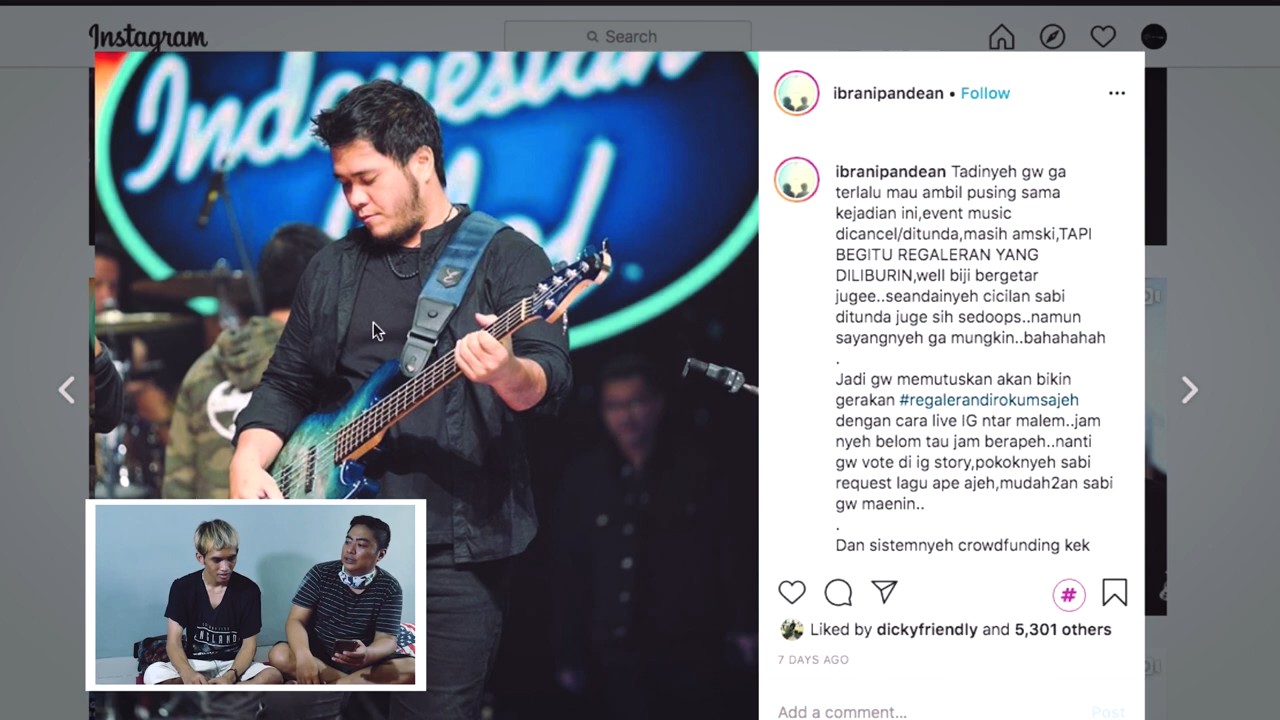 Instagram
Search
Indonesian
Idol
ibranipandean • Follow
ibranipandean Tadinyeh gw ga
terlalu mau ambil pusing sama
kejadian ini,event music
dicancel/ditunda,masih amski,TAPI
BEGITU REGALERAN YANG
DILIBURIN,well biji bergetar
jugee..seandainyeh cicilan sabi
ditunda juge sih sedoops..namun
sayangnyeh ga mungkin..bahahahah
.
Jadi gw memutuskan akan bikin
gerakan #regalerandirokumsajeh
dengan cara live IG ntar malem..jam
nyeh belom tau jam berapeh..nanti
gw vote di ig story,pokoknyeh sabi
request lagu ape ajeh,mudah2an sabi
gw maenin..
.
Dan sistemnyeh crowdfunding kek
#
Liked by dickyfriendly and 5,301 others
7 DAYS AGO
Add a comment...
Post